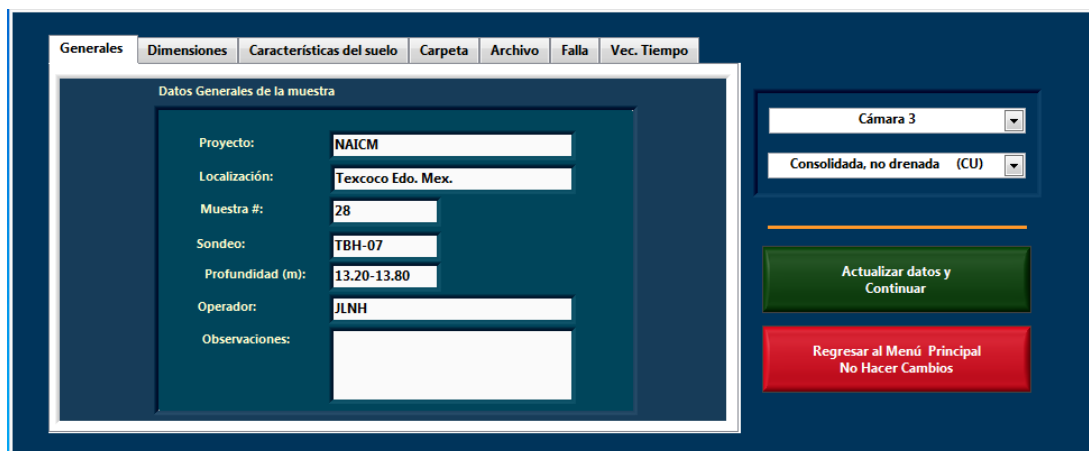 Generales Dimensiones Características del suelo Carpeta Archivo Falla Vec. Tiempo
Datos Generales de la muestra
Proyecto: NAICM
Localización: Texcoco Edo. Mex.
Muestra #: 28
Sondeo: TBH-07
Profundidad (m): 13.20-13.80
Operador: JLNH
Observaciones:
Cámara 3
Consolidada, no drenada (CU)
Actualizar datos y
Continuar
Regresar al Menú Principal
No Hacer Cambios